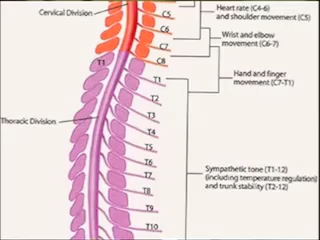 Cervical Division
C5
C6
C7
C8
T1
T1
T2
T3
T4
T5
T6
T7
T8
T9
T10
Thoracic Division
Heart rate (C4-6)
and shoulder movement (C5)
Wrist and elbow
movement (C6-7)
Hand and finger
movement (C7-T1)
Sympathetic tone (T1-12)
(including temperature regulation)
and trunk stability (T2-12)